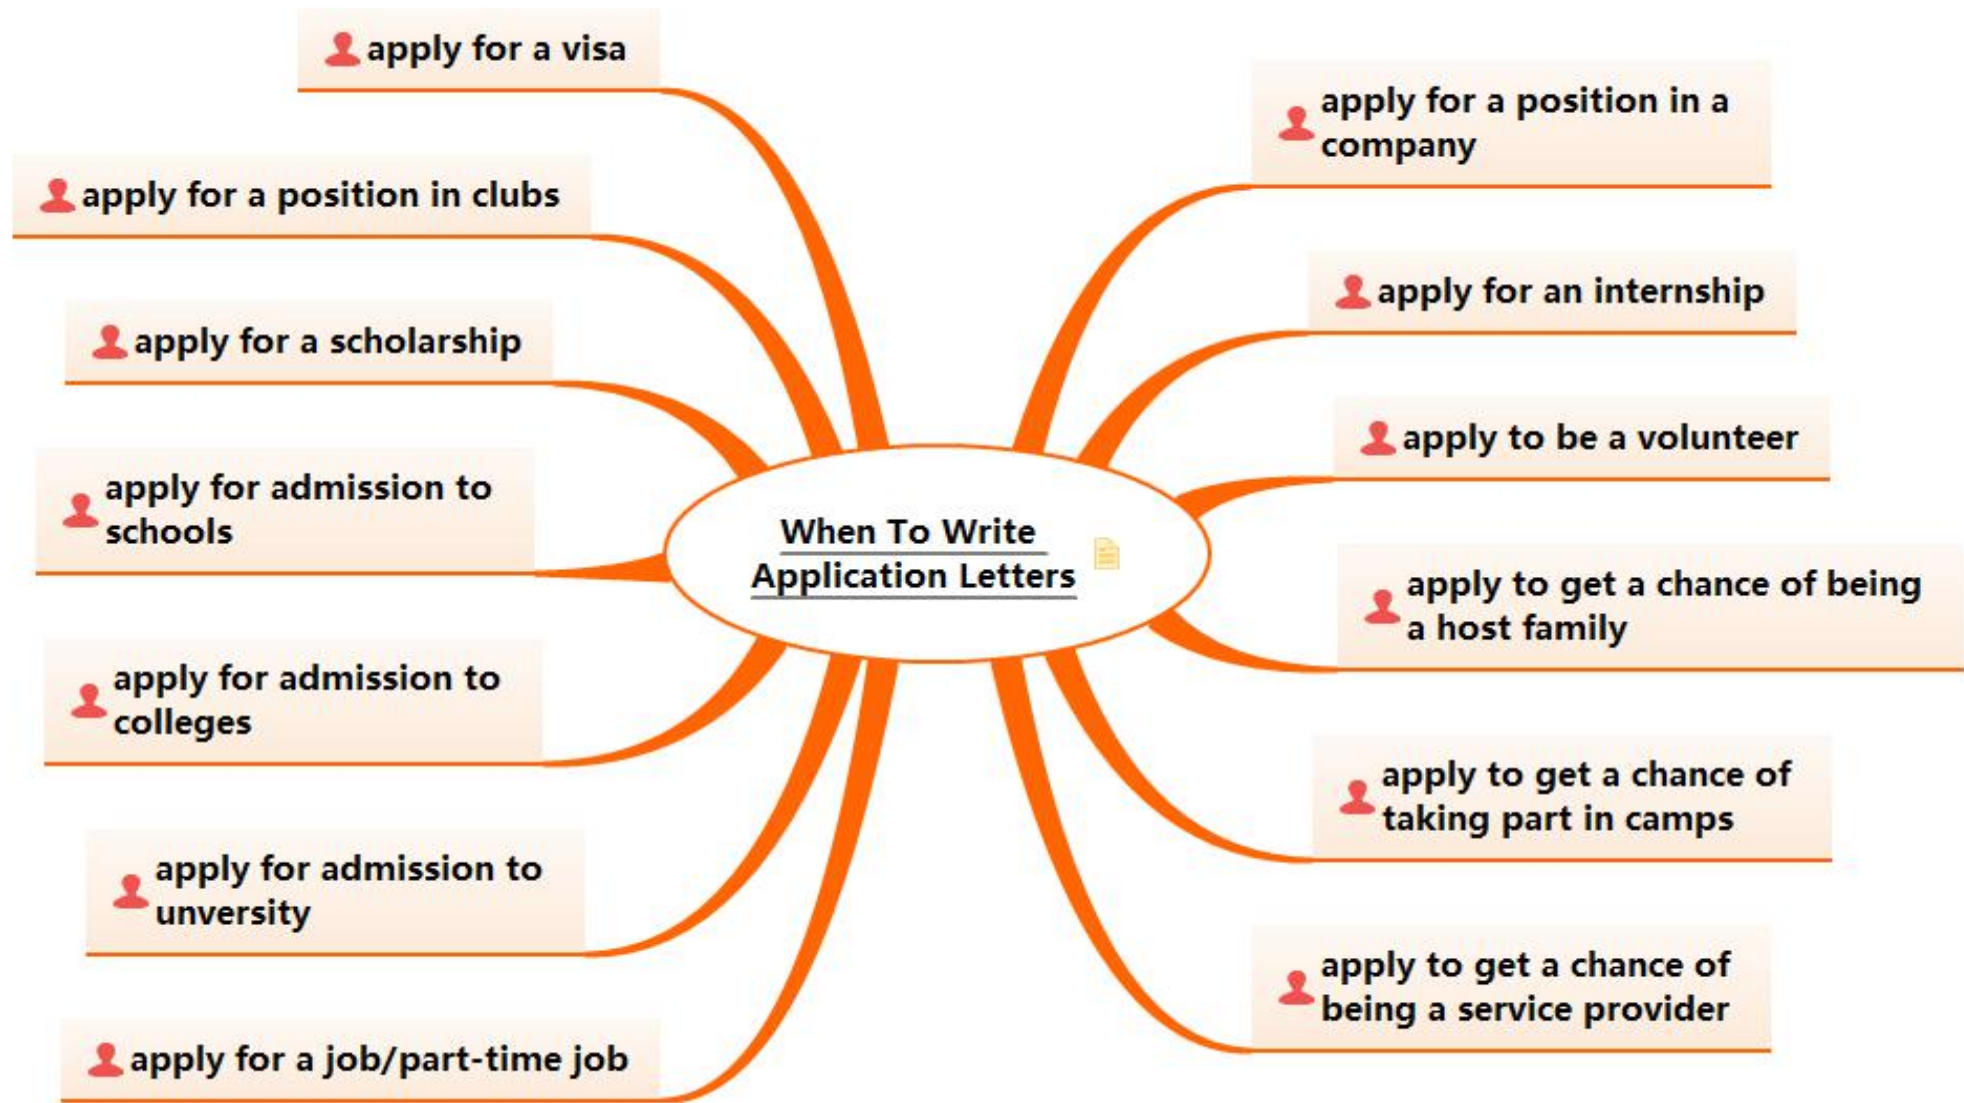 When To Write
Application Letters
apply for a position in a
company
apply for an internship
apply to be a volunteer
apply to get a chance of being
a host family
apply to get a chance of
taking part in camps
apply to get a chance of
being a service provider
apply for a visa
apply for a position in clubs
apply for a scholarship
apply for admission to
schools
apply for admission to
colleges
apply for admission to
unversity
apply for a job/part-time job